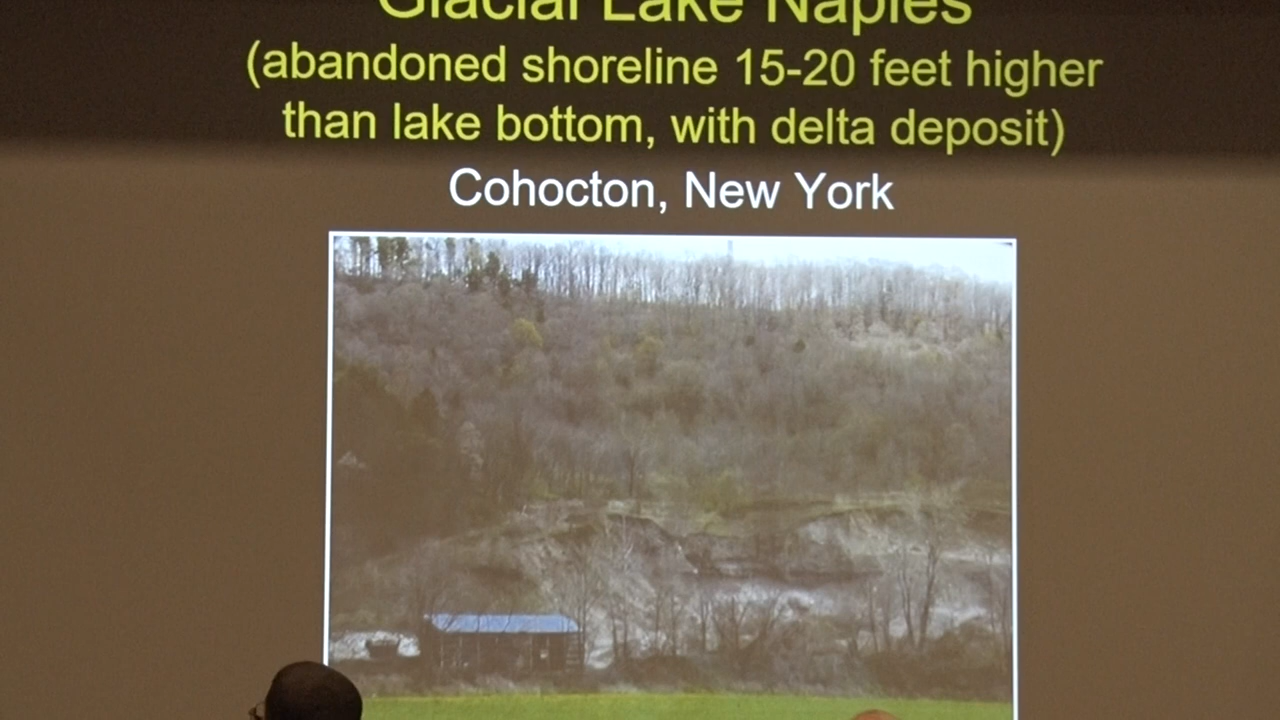 Glacial Lake Naples
(abandoned shoreline 15-20 feet higher
than lake bottom, with delta deposit)
Cohocton, New York